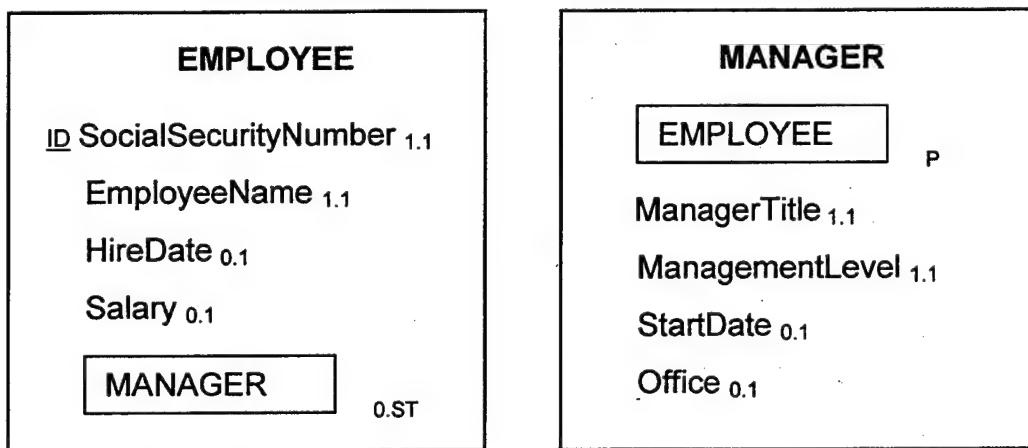 EMPLOYEE
ID SocialSecurityNumber 1.1
EmployeeName 1.1
HireDate 0.1
Salary 0.1
MANAGER 0.ST
MANAGER
EMPLOYEE P
ManagerTitle 1.1
ManagementLevel 1.1
StartDate 0.1
Office 0.1